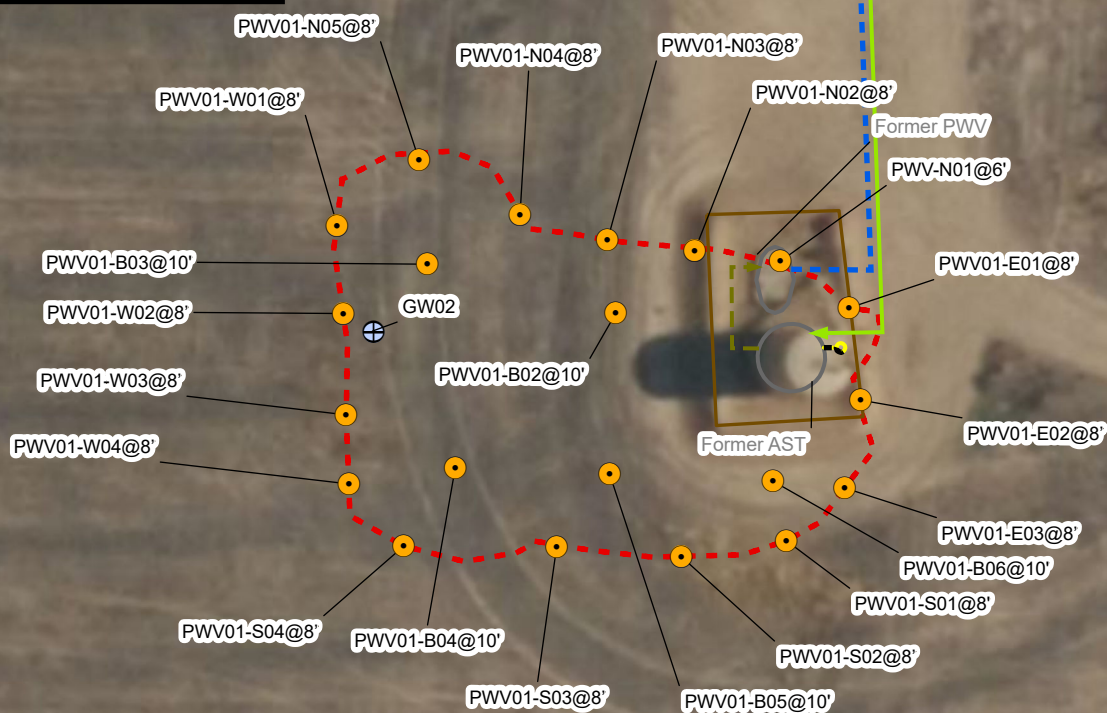 PWV01-N05@8’
PWV01-N04@8’
PWV01-N03@8’
PWV01-W01@8'
PWV01-N02@8’
Former PWV
PWV-N01@6'
PWV01-B03@10'
PWV01-E01@8’
PWV01-W02@8’
GW02
PWV01-B02@10’
PWV01-W03@8’
PWV01-W04@8’
Former AST
PWV01-E02@8’
PWV01-E03@8’
PWV01-B06@10’
PWV01-S01@8’
PWV01-S04@8’
PWV01-B04@10’
PWV01-S02@8’
PWV01-S03@8’
PWV01-B05@10’